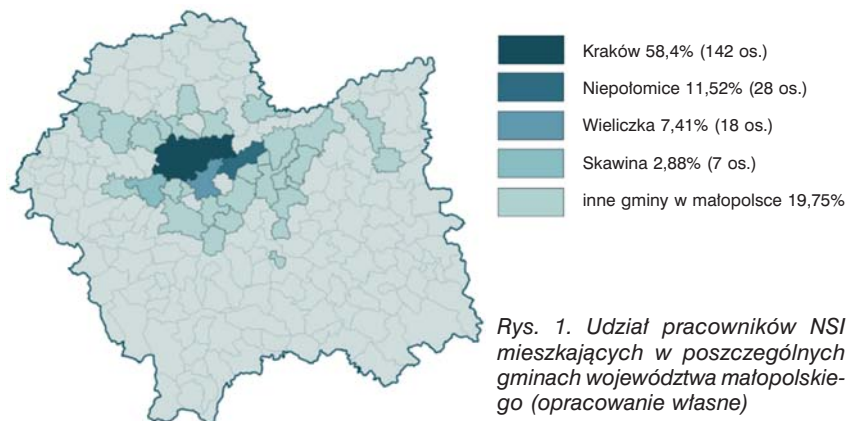 Kraków 58,4% (142 os.)
Niepołomice 11,52% (28 os.)
Wieliczka 7,41% (18 os.)
Skawina 2,88% (7 os.)
inne gminy w małopolsce 19,75%
Rys. 1. Udział pracowników NSI
mieszkających w poszczególnych
gminach województwa małopolskie-
go (opracowanie własne)